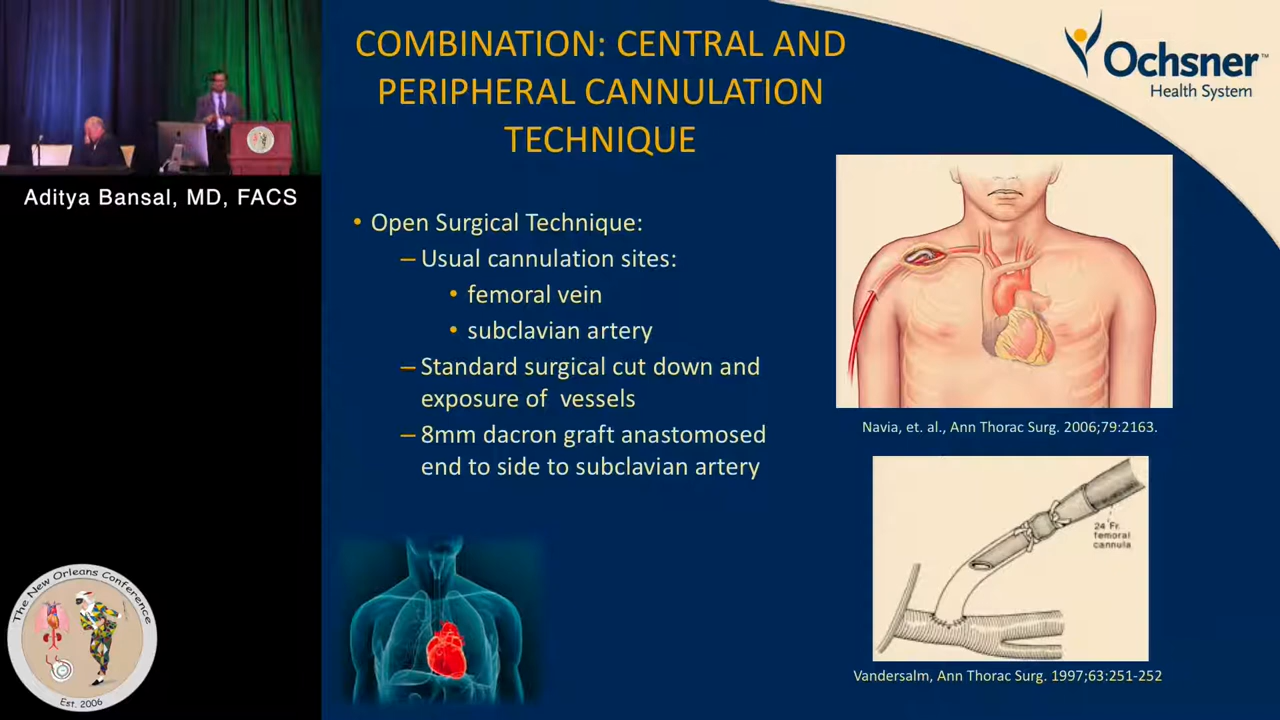 COMBINATION: CENTRAL AND
PERIPHERAL CANNULATION
TECHNIQUE
Ochsner™
Health System
Aditya Bansal, MD, FACS
• Open Surgical Technique:
– Usual cannulation sites:
• femoral vein
• subclavian artery
– Standard surgical cut down and
exposure of vessels
– 8mm dacron graft anastomosed
end to side to subclavian artery
Navia, et. al., Ann Thorac Surg. 2006;79:2163.
24 Fr.
femoral
cannula
Vandersalm, Ann Thorac Surg. 1997;63:251-252
The New Orleans Conference
Est. 2006